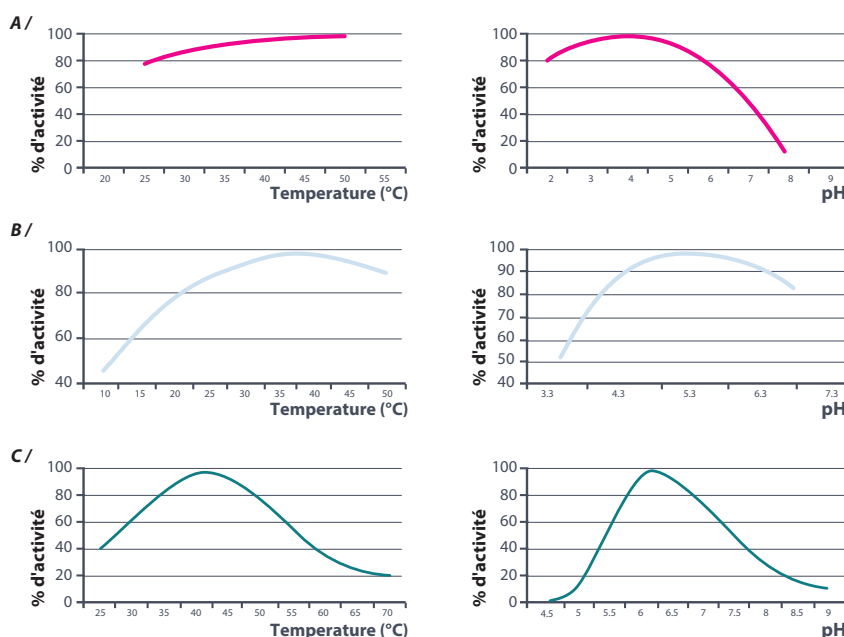 A /
% d'activité
100
80
60
40
20
0
20 25 30 35 40 45 50 55
Temperature (°C)
% d'activité
100
80
60
40
20
0
2 3 4 5 6 7 8 9
pH
B /
% d'activité
100
80
60
40
10 15 20 25 30 35 40 45 50
Temperature (°C)
% d'activité
100
90
80
70
60
50
40
3.3 4.3 5.3 6.3 7.3
pH
C /
% d'activité
100
80
60
40
20
0
25 30 35 40 45 50 55 60 65 70
Temperature (°C)
% d'activité
100
80
60
40
20
0
4.5 5 5.5 6 6.5 7 7.5 8 8.5 9
pH